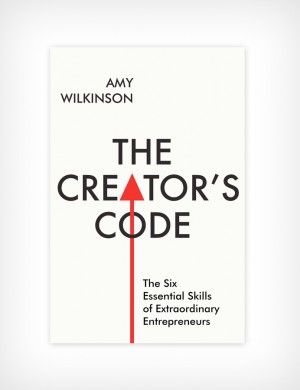 AMY
WILKINSON
THE
CREATOR'S
CODE
The Six
Essential Skills
of Extraordinary
Entrepreneurs